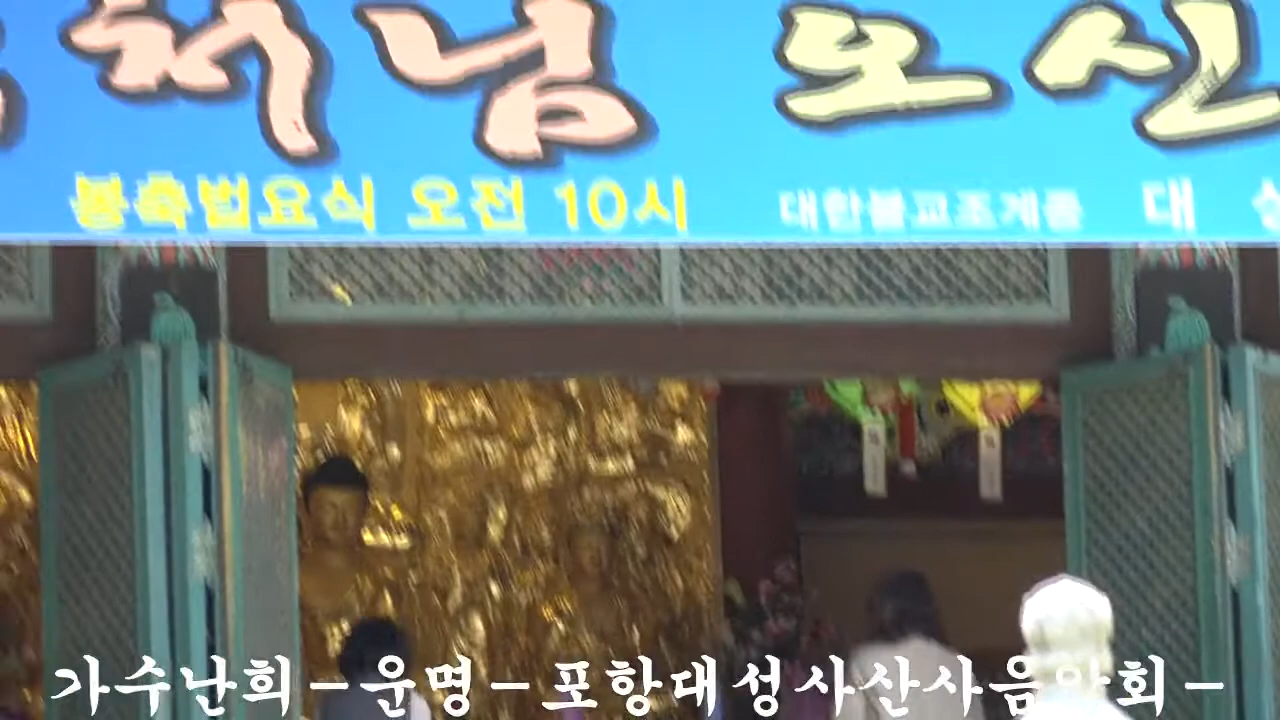 처님 모신
봉축법요식 오전 10시 대한불교조계종 대
가수난희-운명-포항대성사산사음악회-